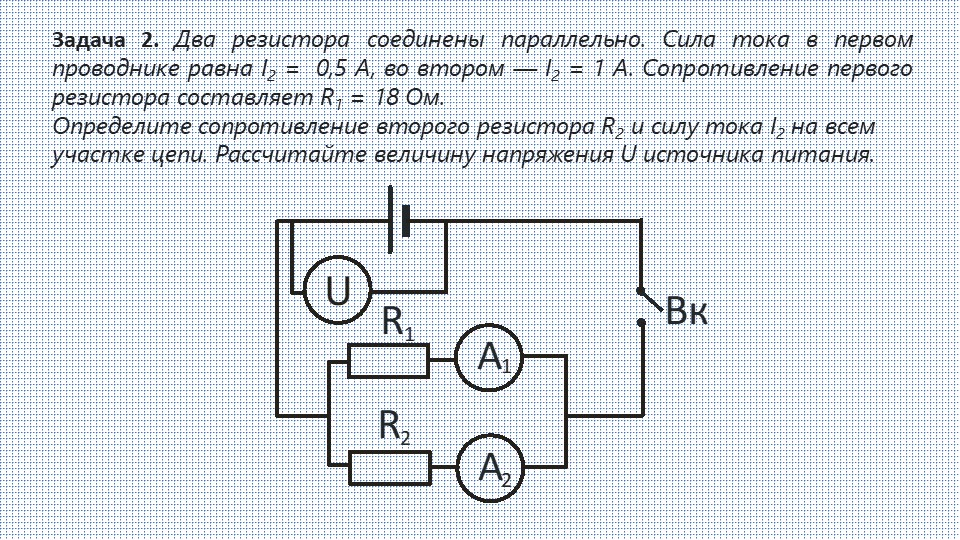 Задача 2. Два резистора соединены параллельно. Сила тока в первом
проводнике равна I₂ = 0,5 А, во втором — I₂ = 1 А. Сопротивление первого
резистора составляет R₁ = 18 Ом.
Определите сопротивление второго резистора R₂ и силу тока I₂ на всем
участке цепи. Рассчитайте величину напряжения U источника питания.
U
Вк
R₁
A₁
R₂
A₂